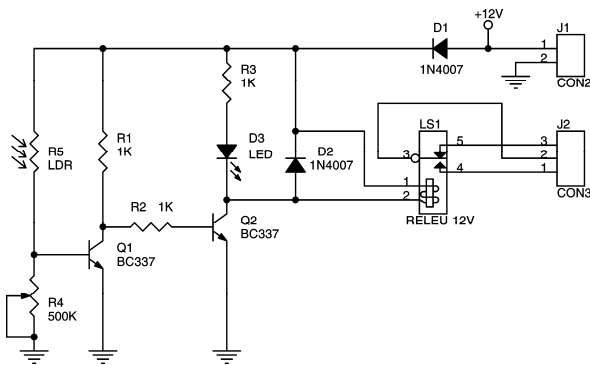 +12V
D1
J1
1
2
1N4007
CON2
R3
1K
R5
LDR
R1
1K
D3
LED
D2
1N4007
LS1
J2
3
5
3
2
4
1
1
2
CON3
RELEU 12V
R2 1K
Q1
BC337
Q2
BC337
R4
500K